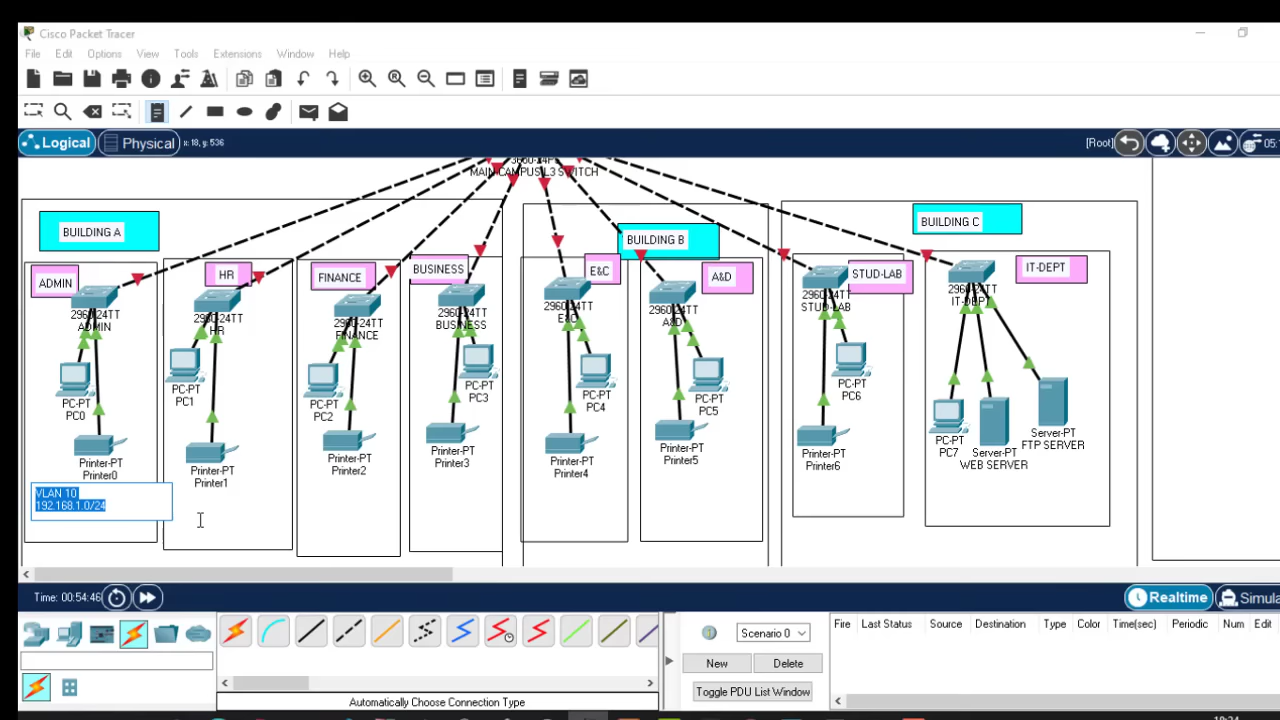 Cisco Packet Tracer
File Edit Options View Tools Extensions Window Help
Logical Physical x: 18, y: 536 [Root] 05:
MAIN CAMPUS L3 SWITCH
BUILDING A
BUILDING B
BUILDING C
ADMIN
HR
FINANCE
BUSINESS
E&C
A&D
STUD-LAB
IT-DEPT
2960-24TT
ADMIN
2960-24TT
HR
2960-24TT
FINANCE
2960-24TT
BUSINESS
2960-24TT
E&C
2960-24TT
A&D
2960-24TT
STUD-LAB
2960-24TT
IT-DEPT
PC-PT
PC0
PC-PT
PC1
PC-PT
PC2
PC-PT
PC3
PC-PT
PC4
PC-PT
PC5
PC-PT
PC6
PC-PT
PC7
Server-PT
WEB SERVER
Server-PT
FTP SERVER
Printer-PT
Printer0
Printer-PT
Printer1
Printer-PT
Printer2
Printer-PT
Printer3
Printer-PT
Printer4
Printer-PT
Printer5
Printer-PT
Printer6
VLAN 10
192.168.1.0/24
Time: 00:54:46
Realtime Simula
Scenario 0
New Delete
Toggle PDU List Window
Fire Last Status Source Destination Type Color Time(sec) Periodic Num Edit
Automatically Choose Connection Type